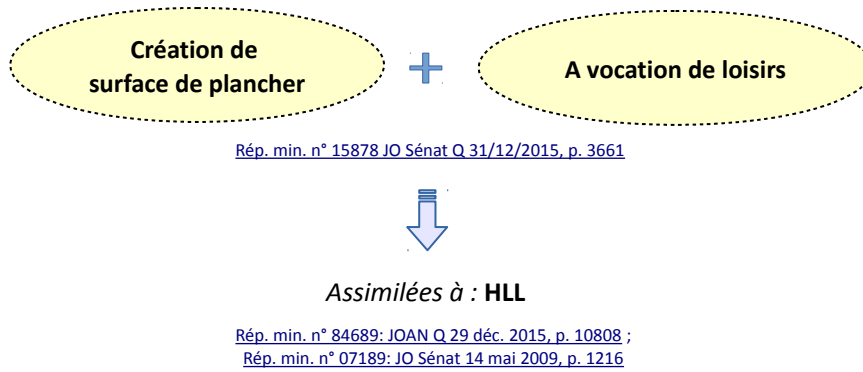 Création de
surface de plancher
A vocation de loisirs
Rép. min. n° 15878 JO Sénat Q 31/12/2015, p. 3661
Assimilées à : HLL
Rép. min. n° 84689: JOAN Q 29 déc. 2015, p. 10808 ;
Rép. min. n° 07189: JO Sénat 14 mai 2009, p. 1216